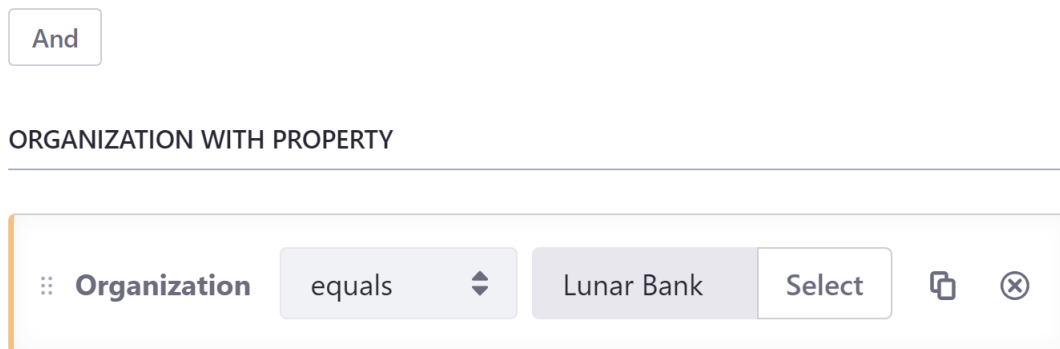 And
ORGANIZATION WITH PROPERTY
Organization equals Lunar Bank Select